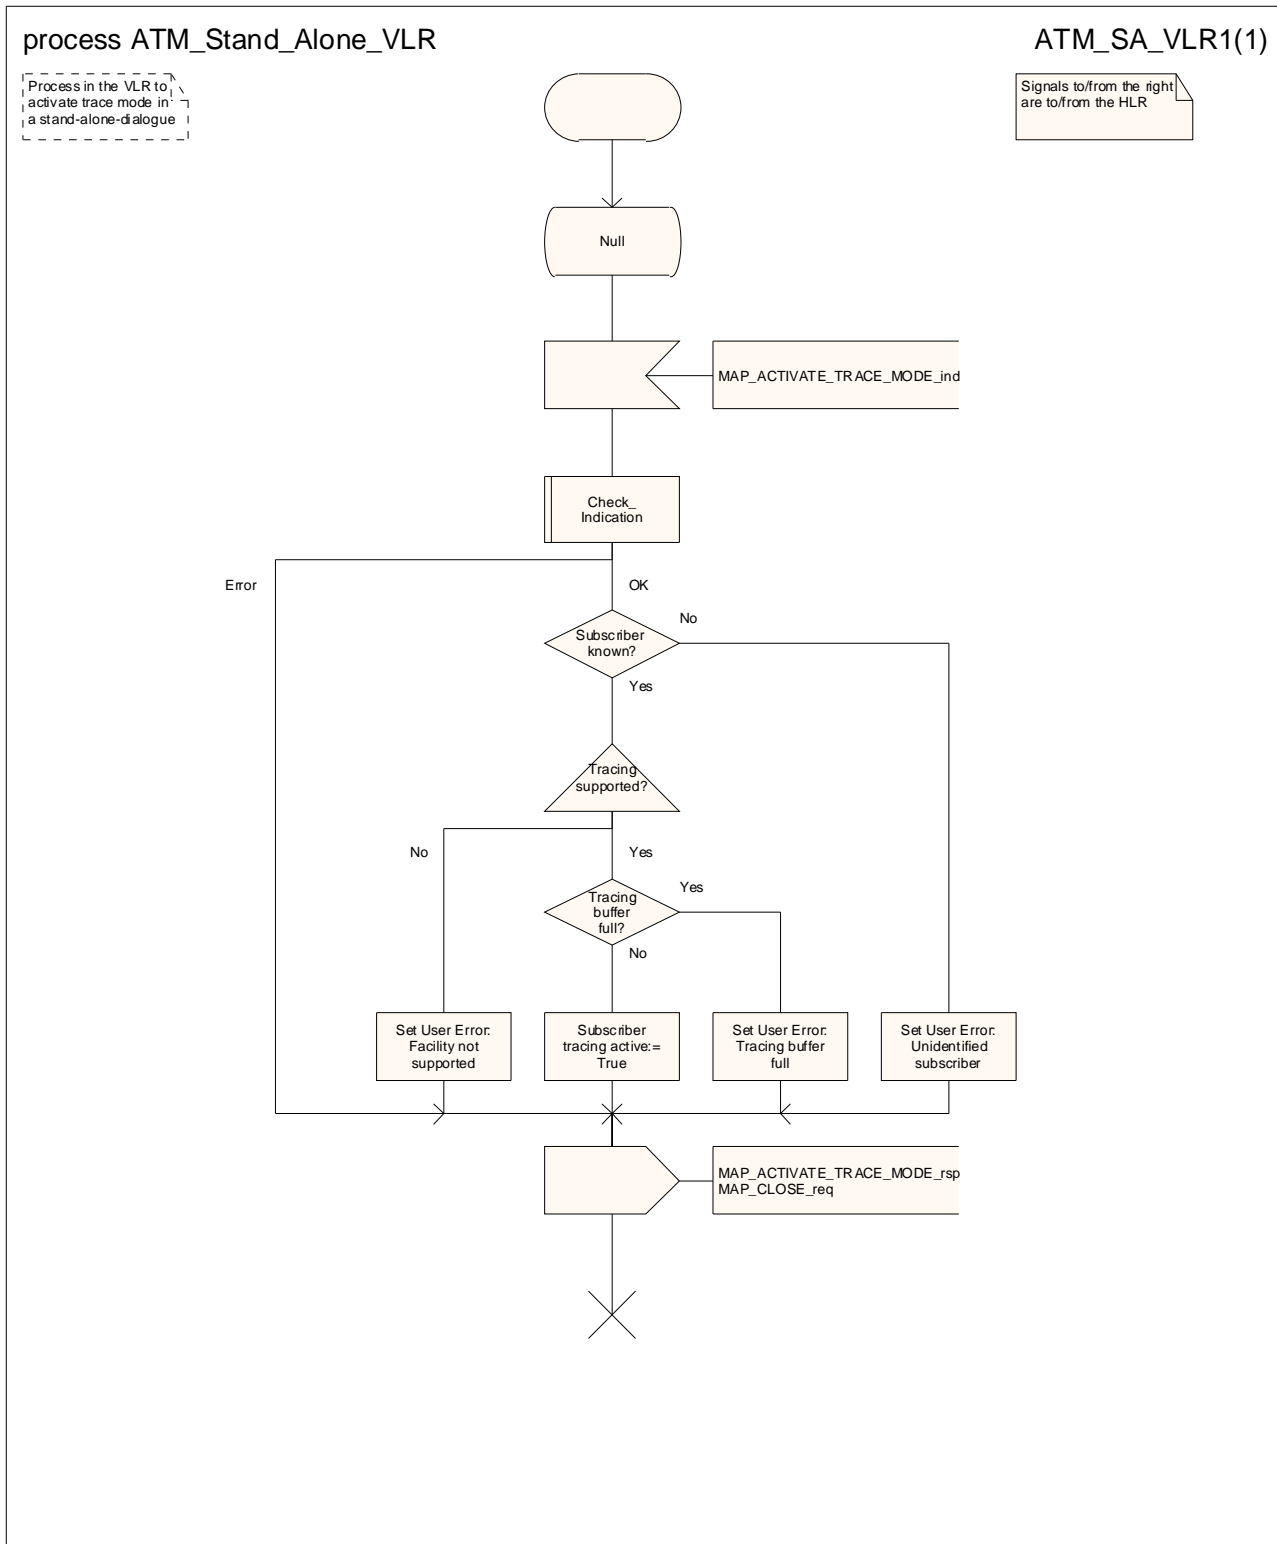 process ATM_Stand_Alone_VLR
ATM_SA_VLR1(1)
Process in the VLR to
activate trace mode in
a stand-alone-dialogue
Signals to/from the right
are to/from the HLR
Null
MAP_ACTIVATE_TRACE_MODE_ind
Check_
Indication
Error
OK
No
Subscriber
known?
Yes
Tracing
supported?
No
Yes
Yes
Tracing
buffer
full?
No
Set User Error:
Facility not
supported
Subscriber
tracing active:=
True
Set User Error:
Tracing buffer
full
Set User Error:
Unidentified
subscriber
MAP_ACTIVATE_TRACE_MODE_rsp
MAP_CLOSE_req